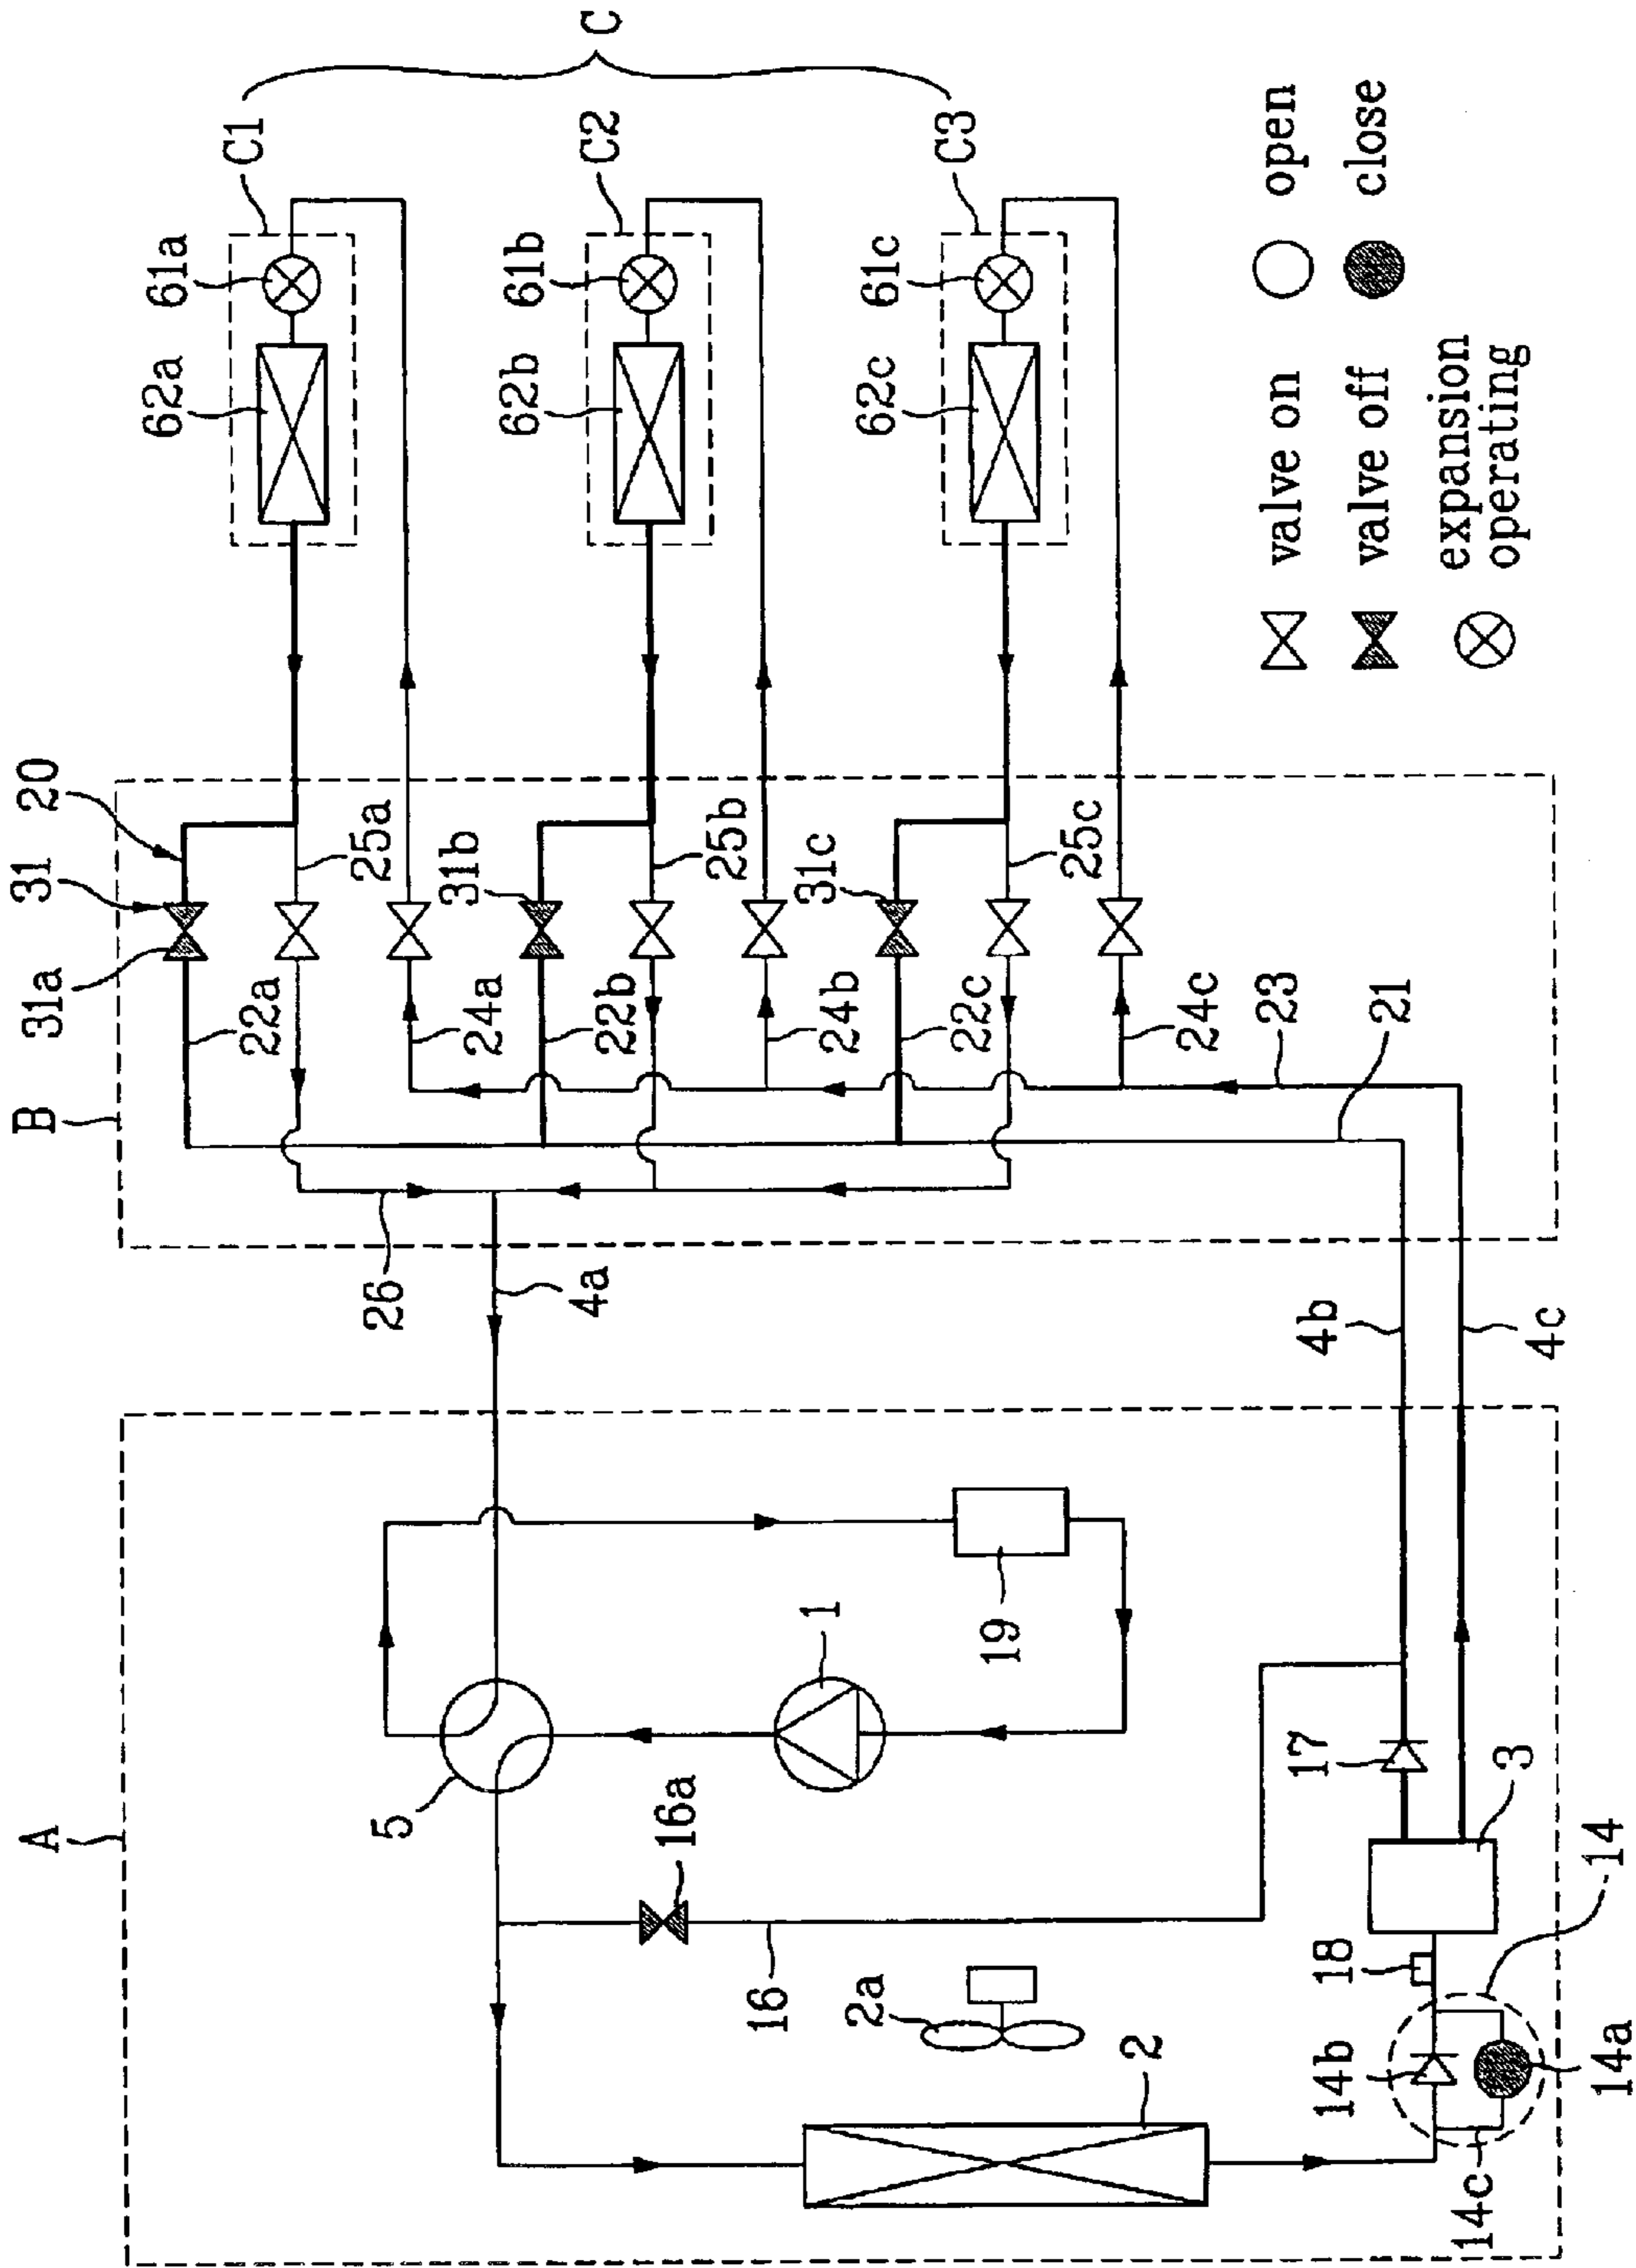 A
B
C
C1
C2
C3
61a
62a
61b
62b
61c
62c
20
31
31a
25a
22a
24a
31b
25b
22b
24b
31c
25c
22c
24c
23
21
26
4a
4b
4c
5
1
19
16a
16
2a
2
17
3
18
14
14b
14a
14c
valve on
open
valve off
close
expansion
operating